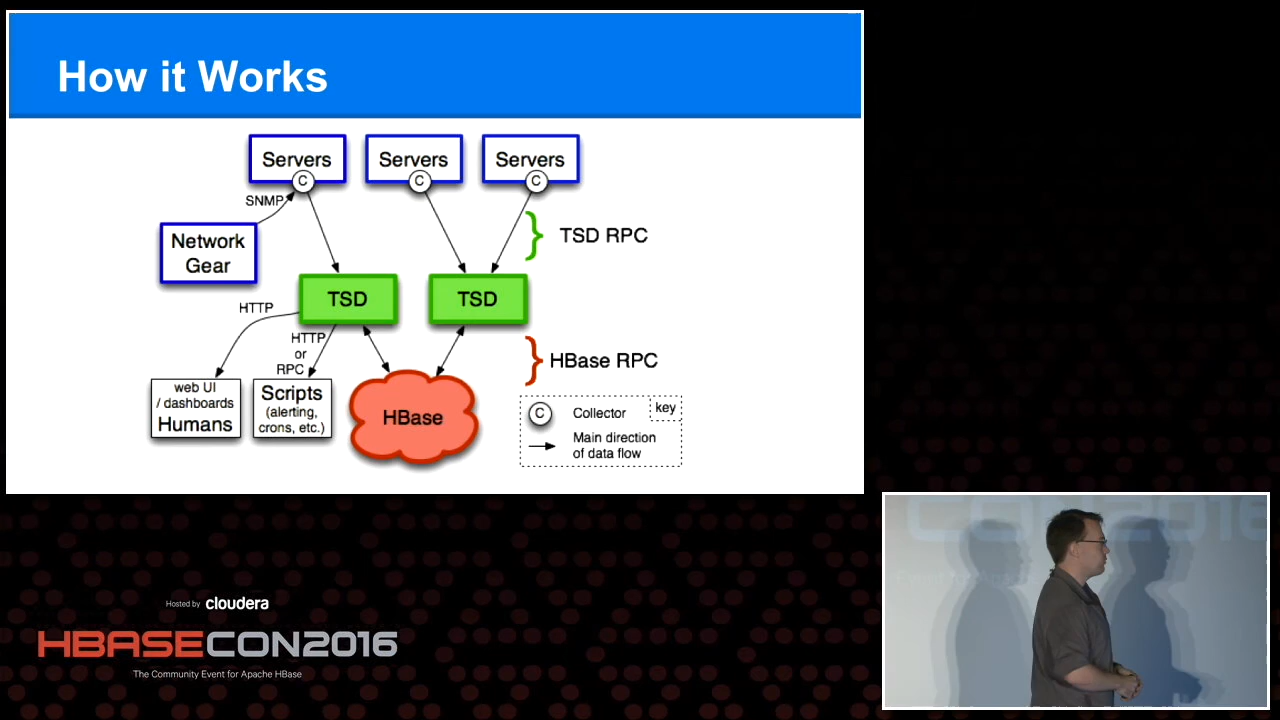 How it Works
Servers
Servers
Servers
C
C
C
SNMP
Network
Gear
TSD RPC
TSD
TSD
HTTP
HTTP
or
RPC
HBase RPC
web UI
/ dashboards
Humans
Scripts
(alerting,
crons, etc.)
HBase
C
Collector
key
Main direction
of data flow
CON2016
Hosted by cloudera
HBASECON2016
The Community Event for Apache HBase